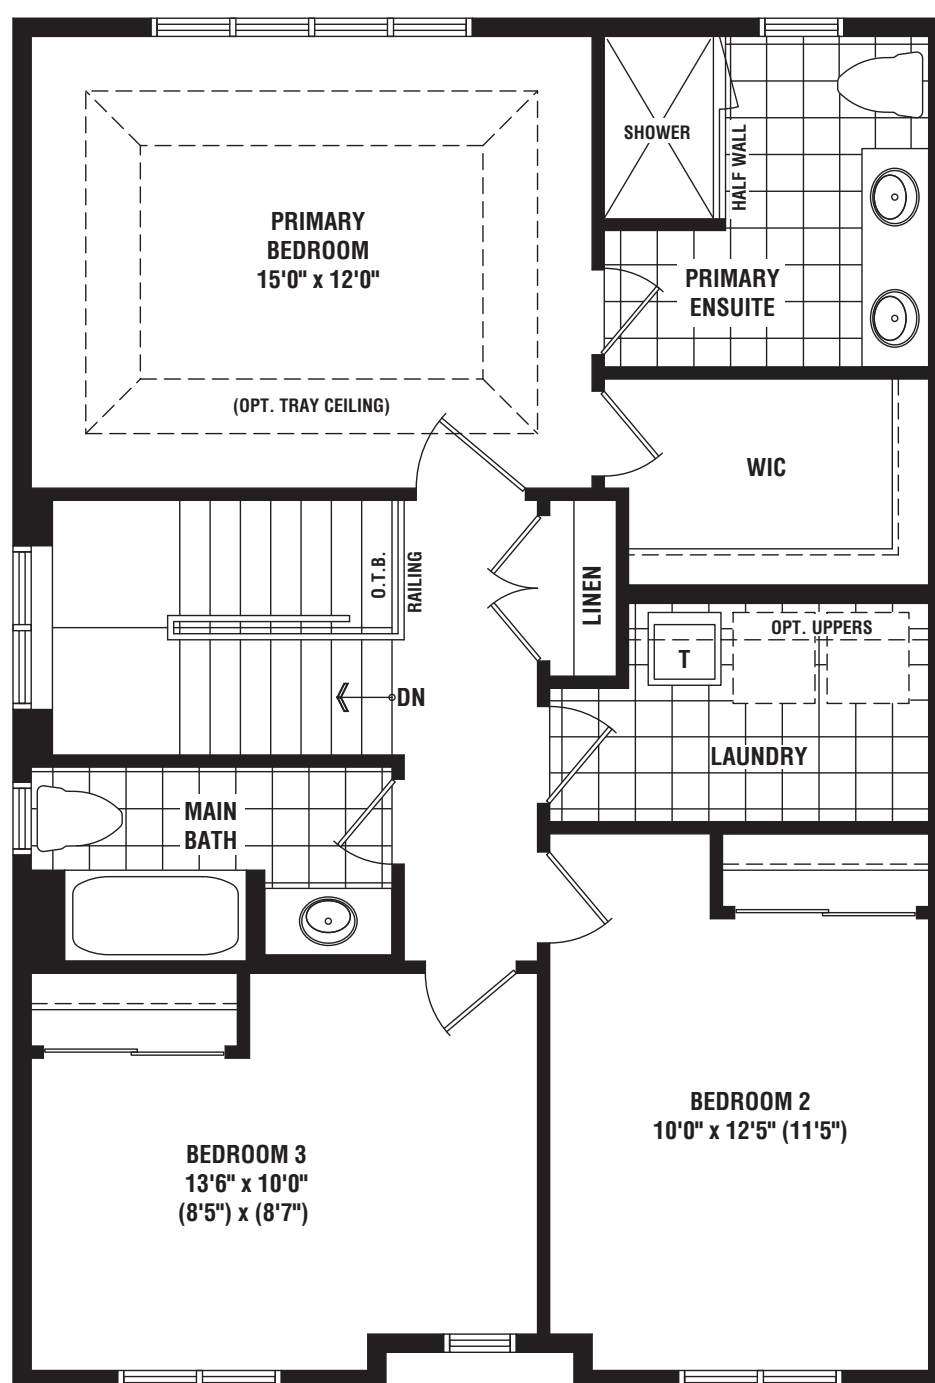 SHOWER
HALF WALL
PRIMARY
BEDROOM
15'0" x 12'0"
PRIMARY
ENSUITE
(OPT. TRAY CEILING)
WIC
O.T.B.
RAILING
LINEN
OPT. UPPERS
T
DN
LAUNDRY
MAIN
BATH
BEDROOM 2
10'0" x 12'5" (11'5")
BEDROOM 3
13'6" x 10'0"
(8'5") x (8'7")